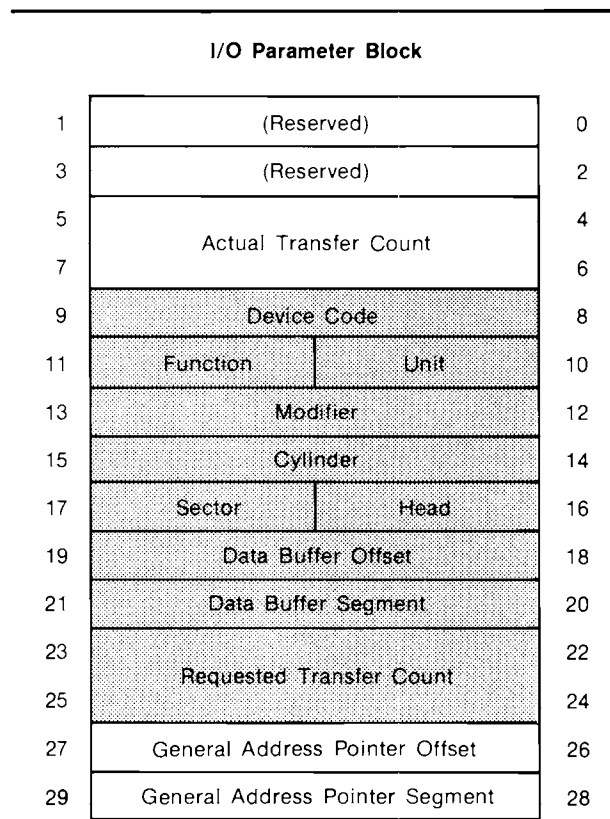 I/O Parameter Block
1 (Reserved) 0
3 (Reserved) 2
5 4
Actual Transfer Count
7 6
9 Device Code 8
11 Function Unit 10
13 Modifier 12
15 Cylinder 14
17 Sector Head 16
19 Data Buffer Offset 18
21 Data Buffer Segment 20
23 22
Requested Transfer Count
25 24
27 General Address Pointer Offset 26
29 General Address Pointer Segment 28